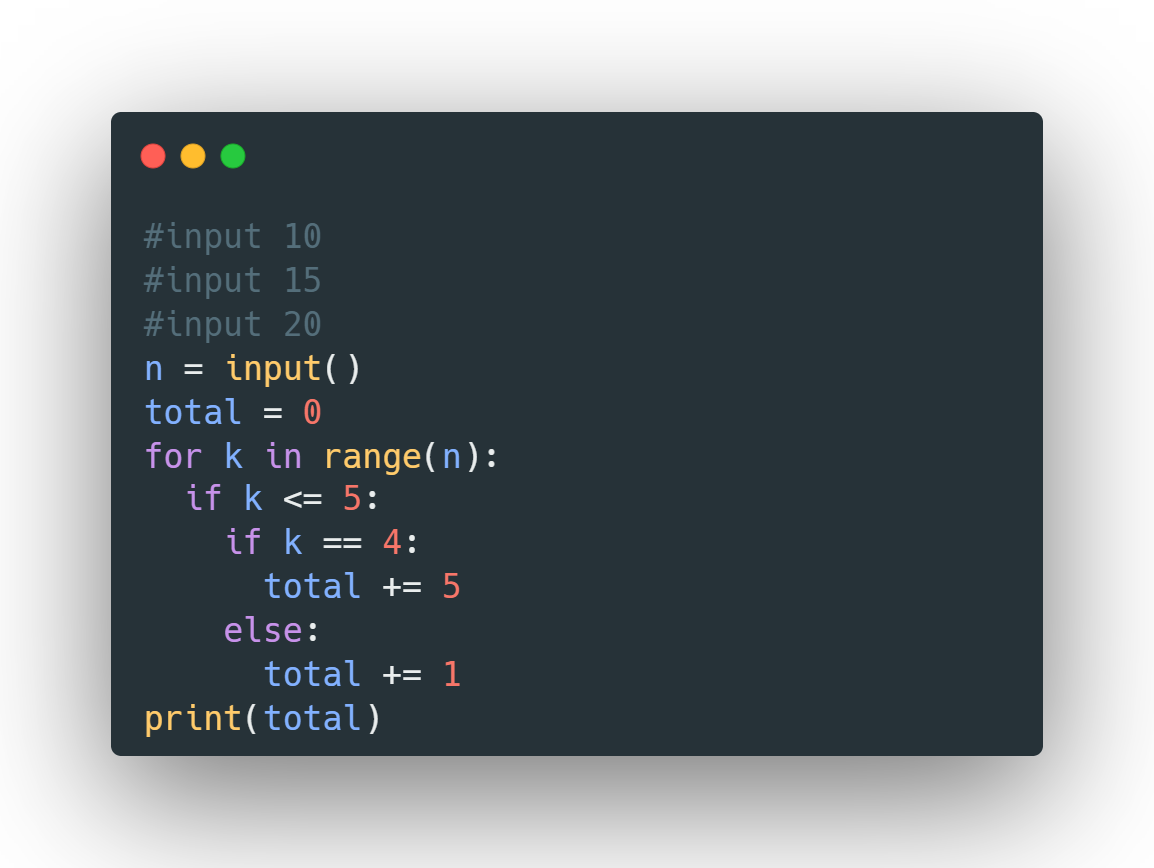 #input 10
#input 15
#input 20
n = input()
total = 0
for k in range(n):
  if k <= 5:
    if k == 4:
      total += 5
    else:
      total += 1
print(total)